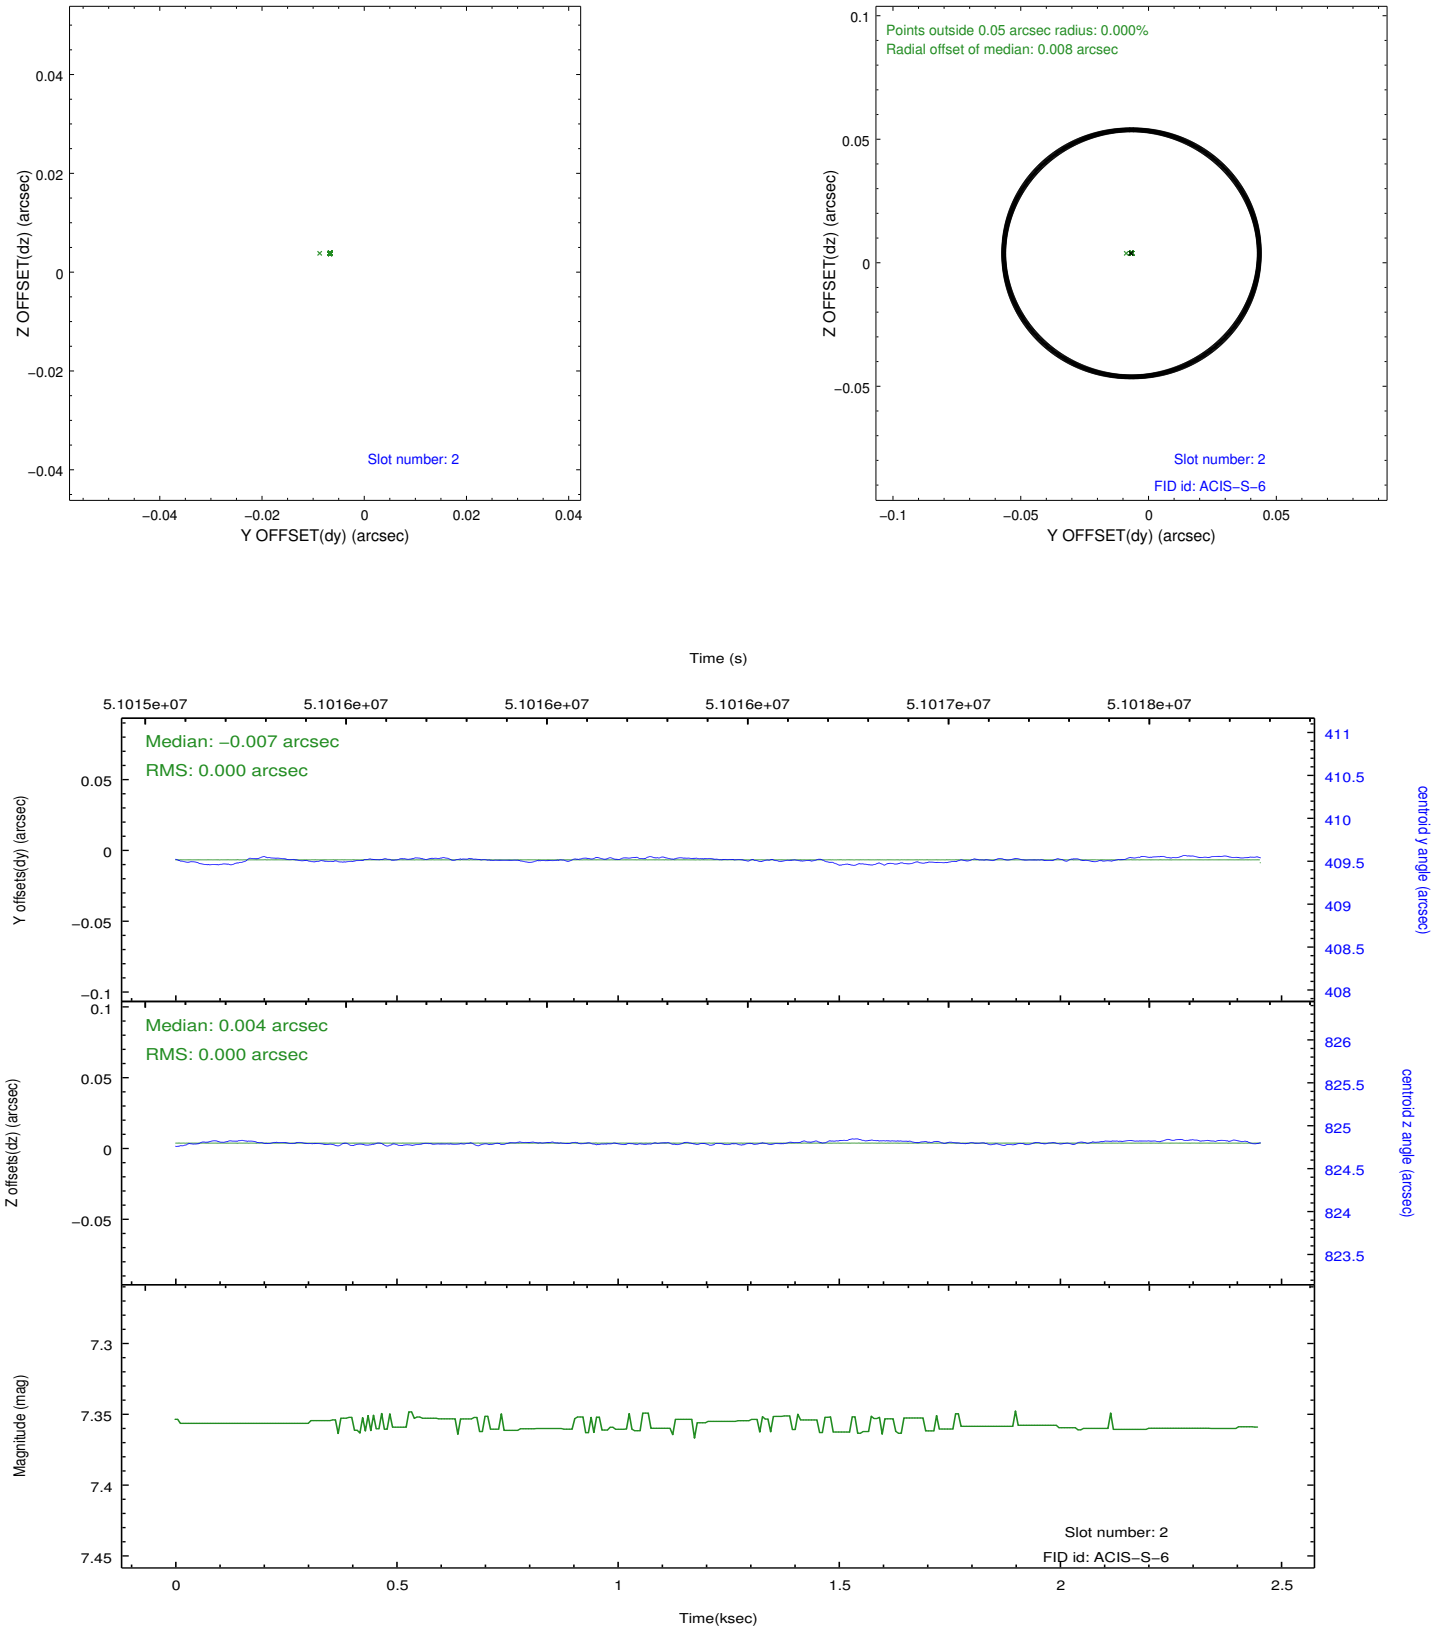 0.04
0.02
0
−0.02
−0.04
Z OFFSET(dz) (arcsec)
Slot number: 2
−0.04
−0.02
0
0.02
0.04
Y OFFSET(dy) (arcsec)
0.1
0.05
0
−0.05
Z OFFSET(dz) (arcsec)
Points outside 0.05 arcsec radius: 0.000%
Radial offset of median: 0.008 arcsec
Slot number: 2
FID id: ACIS−S−6
−0.1
−0.05
0
0.05
Y OFFSET(dy) (arcsec)
Time (s)
5.1015e+07
5.1016e+07
5.1016e+07
5.1016e+07
5.1017e+07
5.1018e+07
Median: −0.007 arcsec
RMS: 0.000 arcsec
0.05
0
−0.05
−0.1
Y offsets(dy) (arcsec)
411
410.5
410
409.5
409
408.5
408
centroid y angle (arcsec)
Median: 0.004 arcsec
RMS: 0.000 arcsec
0.1
0.05
0
−0.05
Z offsets(dz) (arcsec)
826
825.5
825
824.5
824
823.5
centroid z angle (arcsec)
7.3
7.35
7.4
7.45
Magnitude (mag)
Slot number: 2
FID id: ACIS−S−6
0
0.5
1
1.5
2
2.5
Time(ksec)